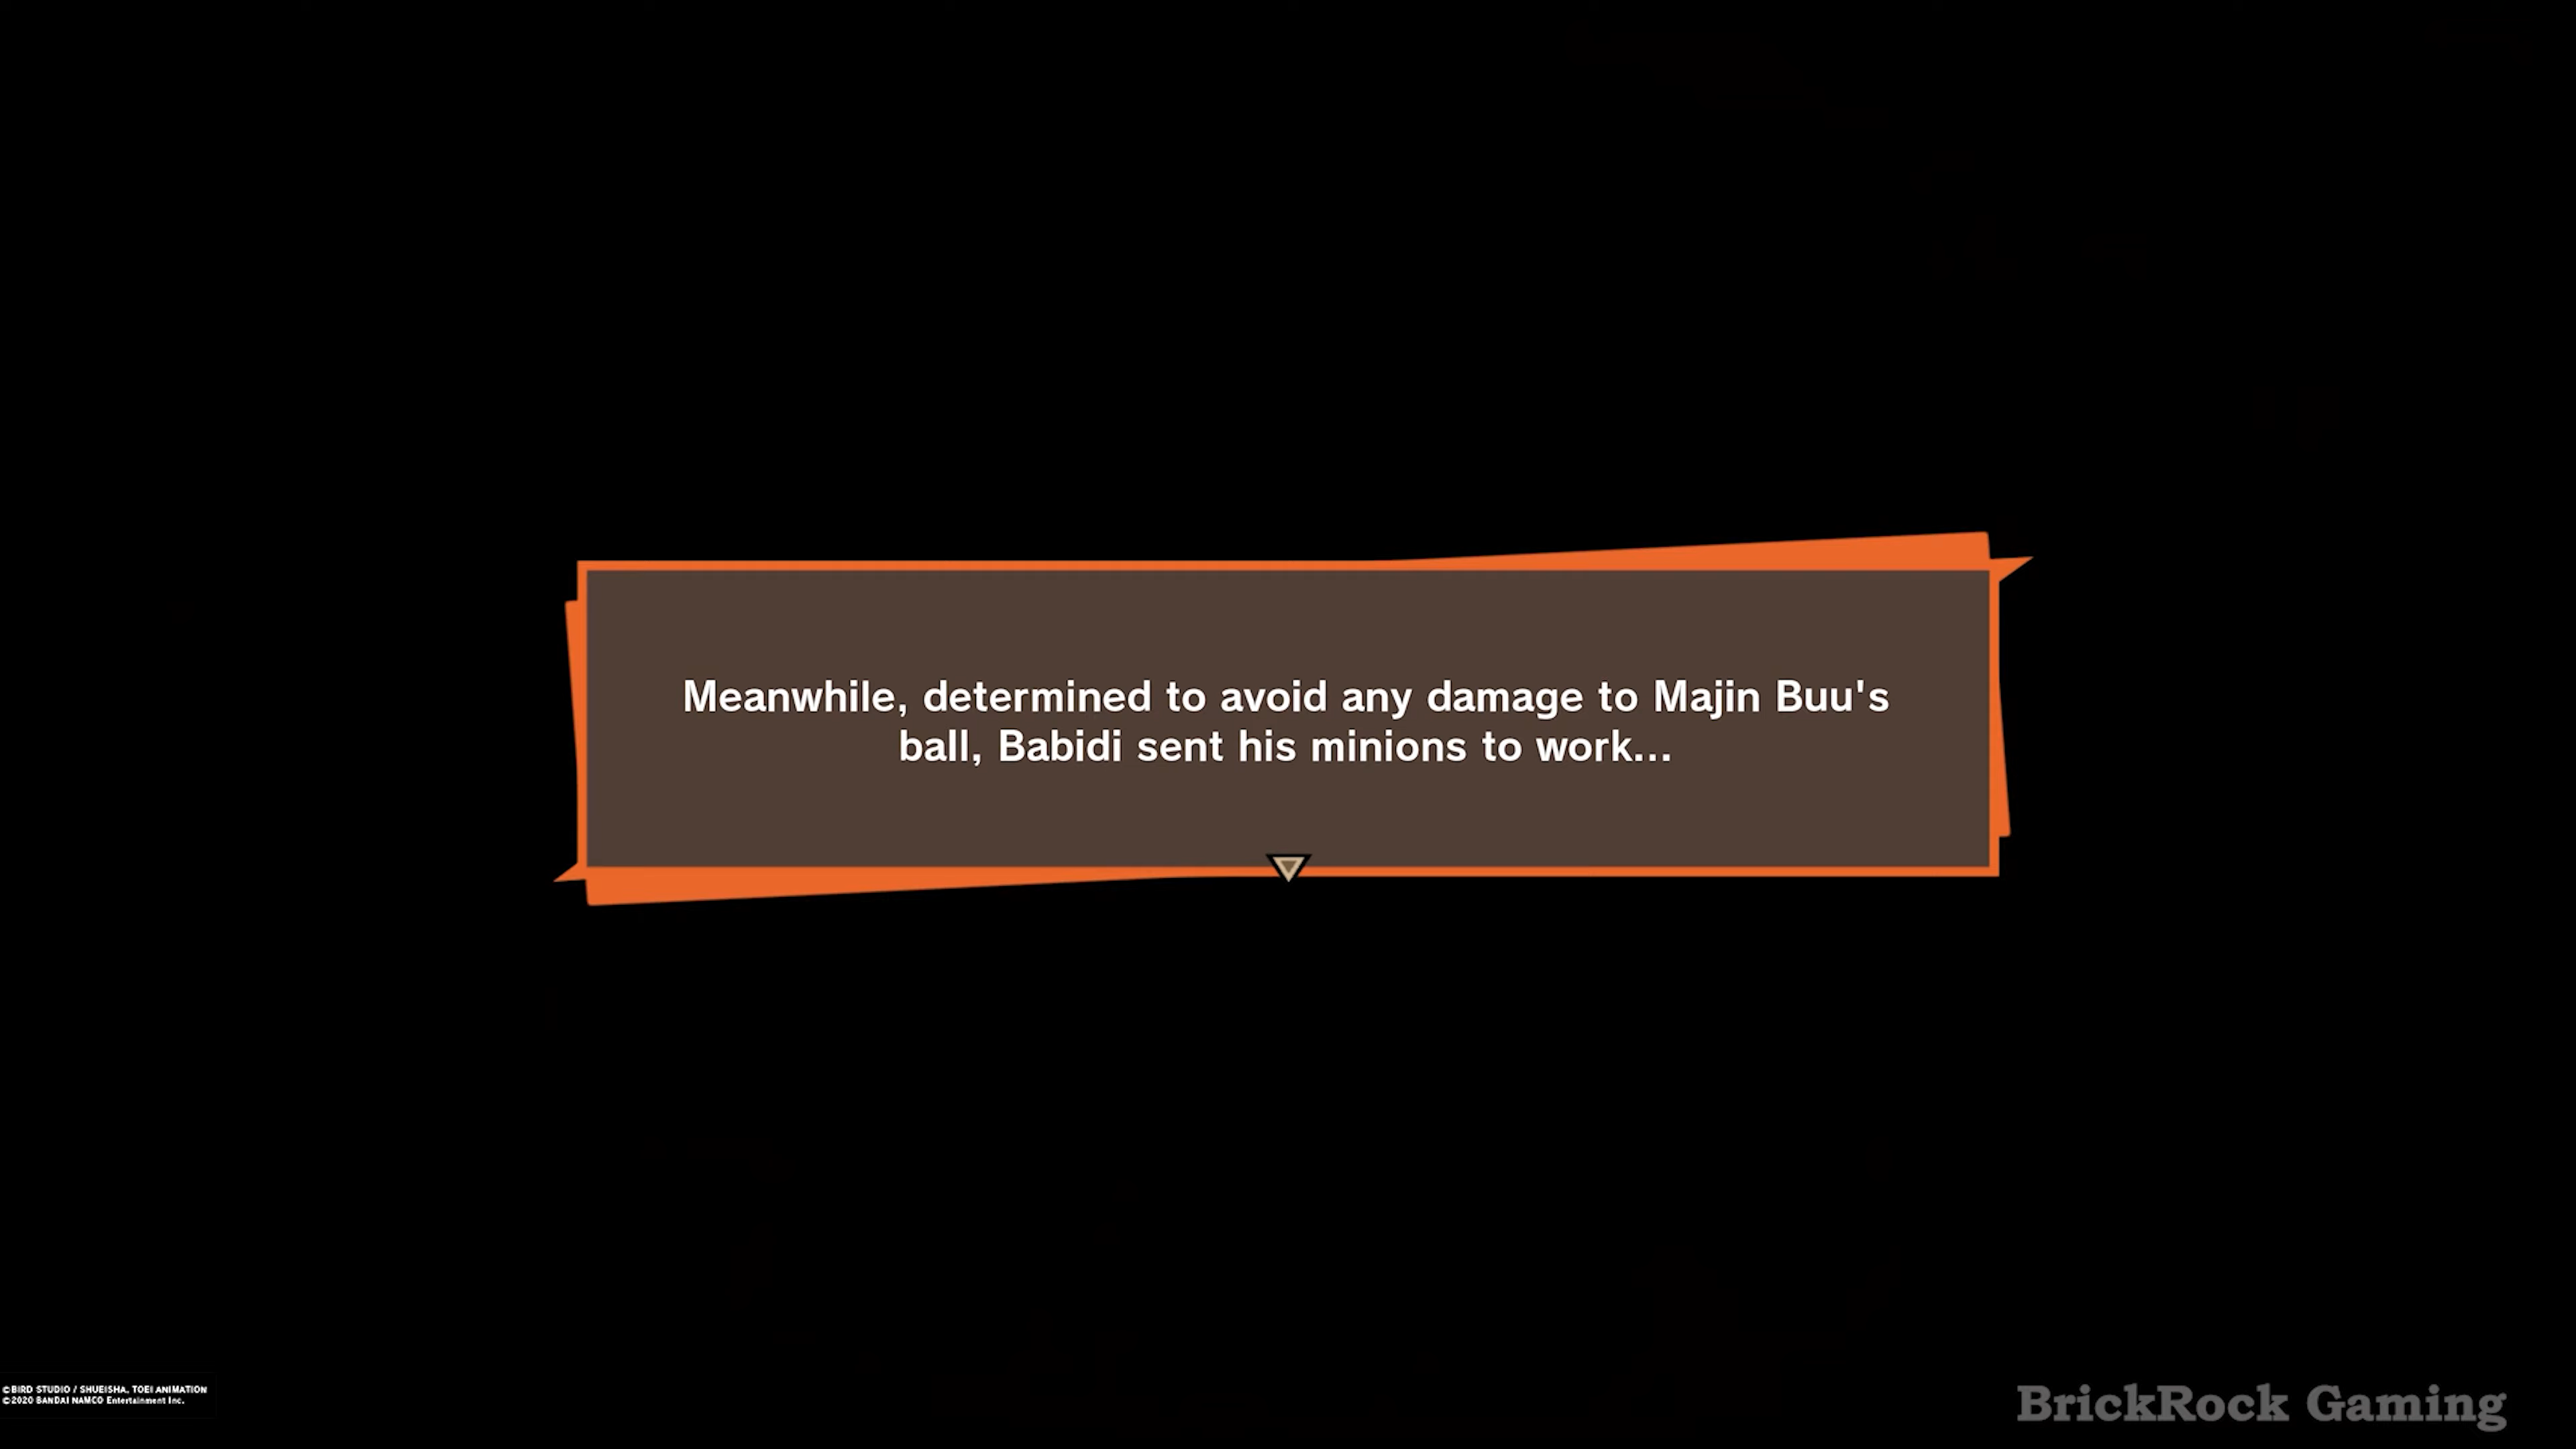 Meanwhile, determined to avoid any damage to Majin Buu's
ball, Babidi sent his minions to work...
©BIRD STUDIO / SHUEISHA, TOEI ANIMATION
©2020 BANDAI NAMCO Entertainment Inc.
BrickRock Gaming